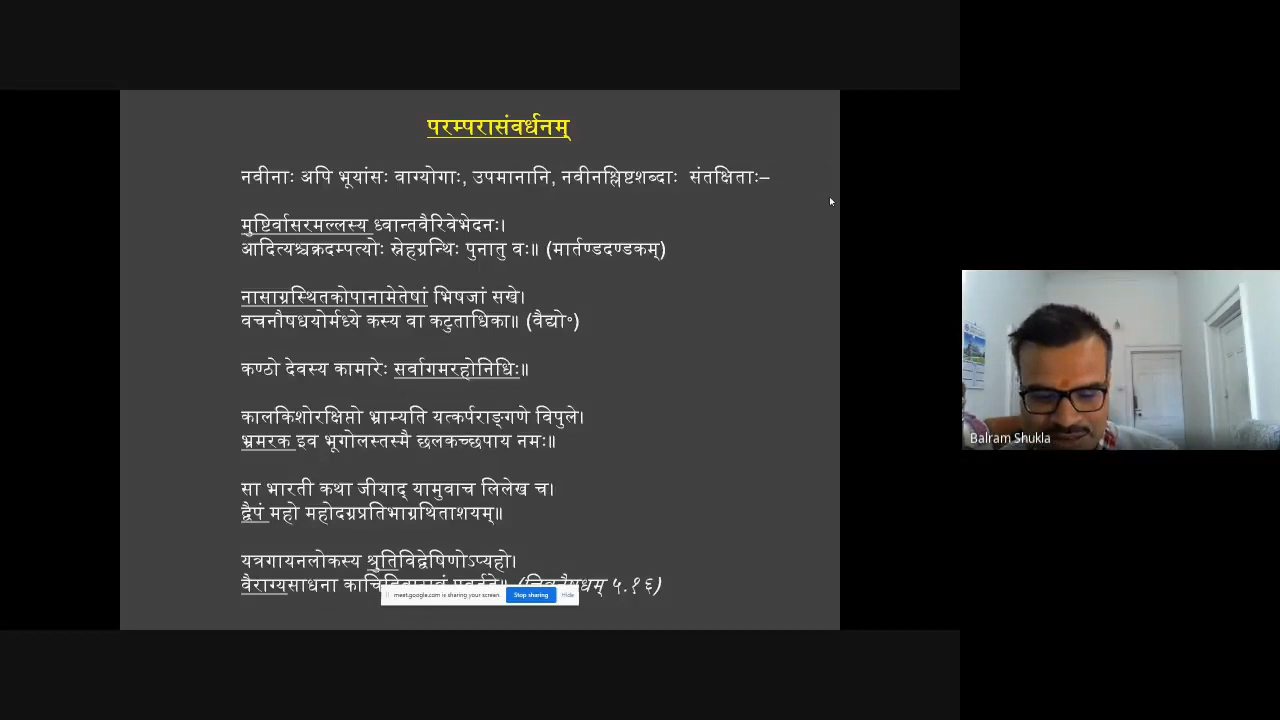 परम्परासंवर्धनम्
नवीनाः अपि भूयांसः वाग्योगाः, उपमानानि, नवीनश्लिष्टशब्दाः संतक्षिताः–
मुष्टिर्वासरमल्लस्य ध्वान्तवैरिवेभेदनः।
आदित्यश्चक्रदम्पत्योः स्नेहग्रन्थिः पुनातु वः॥ (मार्तण्डदण्डकम्)
नासाग्रस्थितकोपानामेतेषां भिषजां सखे।
वचनौषधयोर्मध्ये कस्य वा कटुताधिका॥ (वैद्यो॰)
कण्ठो देवस्य कामारेः सर्वागमरहोनिधिः॥
कालकिशोरक्षिप्तो भ्राम्यति यत्कर्पराङ्गणे विपुले।
भ्रमरक इव भूगोलस्तस्मै छलकच्छपाय नमः॥
सा भारती कथा जीयाद् यामुवाच लिलेख च।
द्वैपं महो महोदग्रप्रतिभाग्रथिताशयम्॥
यत्रगायनलोकस्य श्रुतिविद्वेषिणोऽप्यहो।
वैराग्यसाधना ५.१६)
meet.google.com is sharing your screen. Stop sharing Hide
Balram Shukla